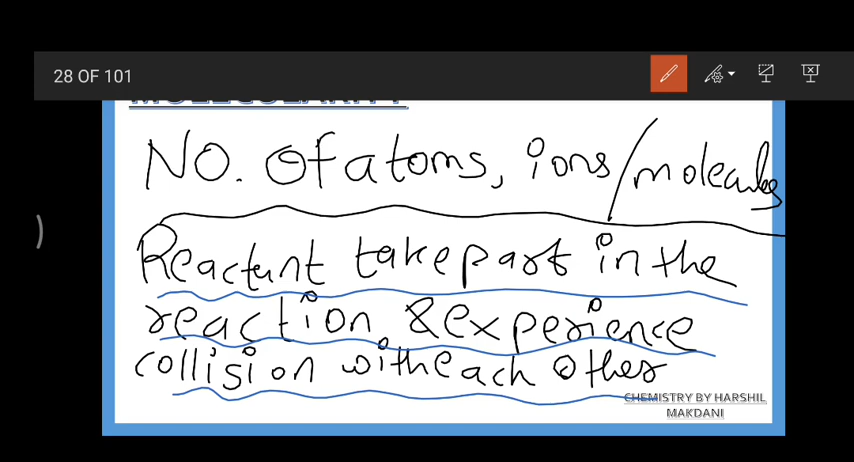 28 OF 101
MOLECULARITY
No. of atoms, ions/molecules
Reactant take part in the
reaction & experience
collision with each other
CHEMISTRY BY HARSHIL
MAKDANI